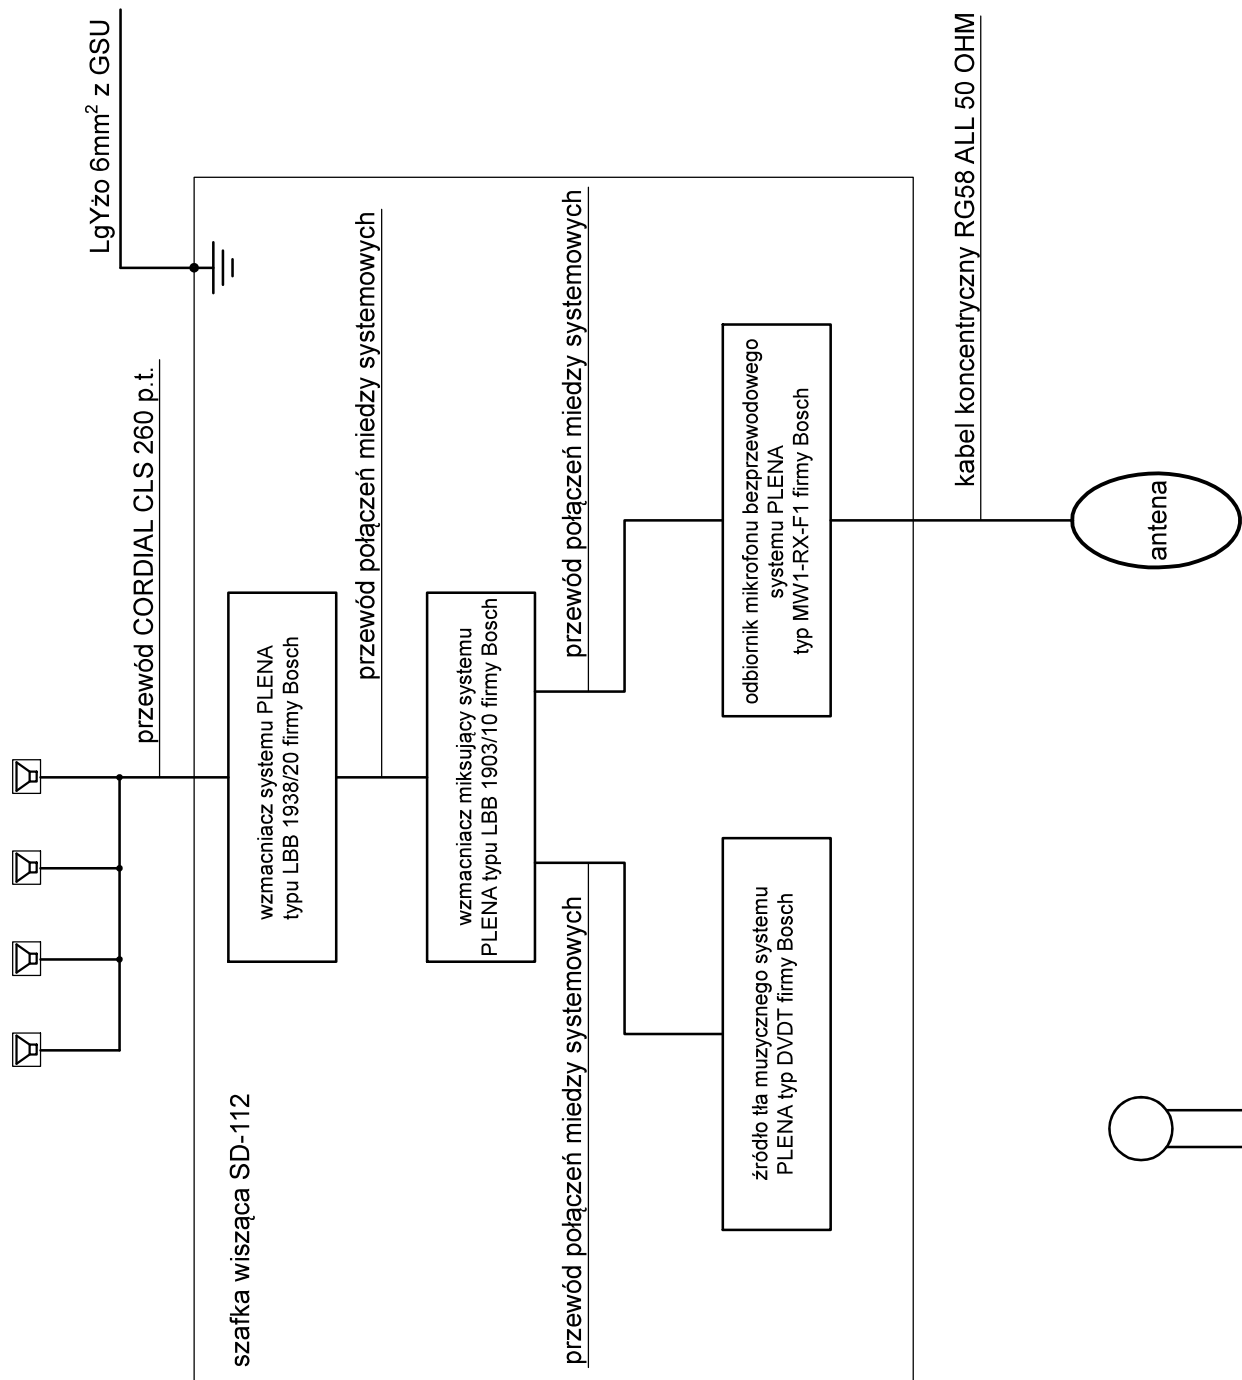 LgYżo 6mm² z GSU
przewód CORDIAL CLS 260 p.t.
szafka wisząca SD-112
wzmacniacz systemu PLENA
typu LBB 1938/20 firmy Bosch
przewód połączeń miedzy systemowych
wzmacniacz miksujący systemu
PLENA typu LBB 1903/10 firmy Bosch
przewód połączeń miedzy systemowych
przewód połączeń miedzy systemowych
źródło tła muzycznego systemu
PLENA typ DVDT firmy Bosch
odbiornik mikrofonu bezprzewodowego
systemu PLENA
typ MW1-RX-F1 firmy Bosch
kabel koncentryczny RG58 ALL 50 OHM
antena